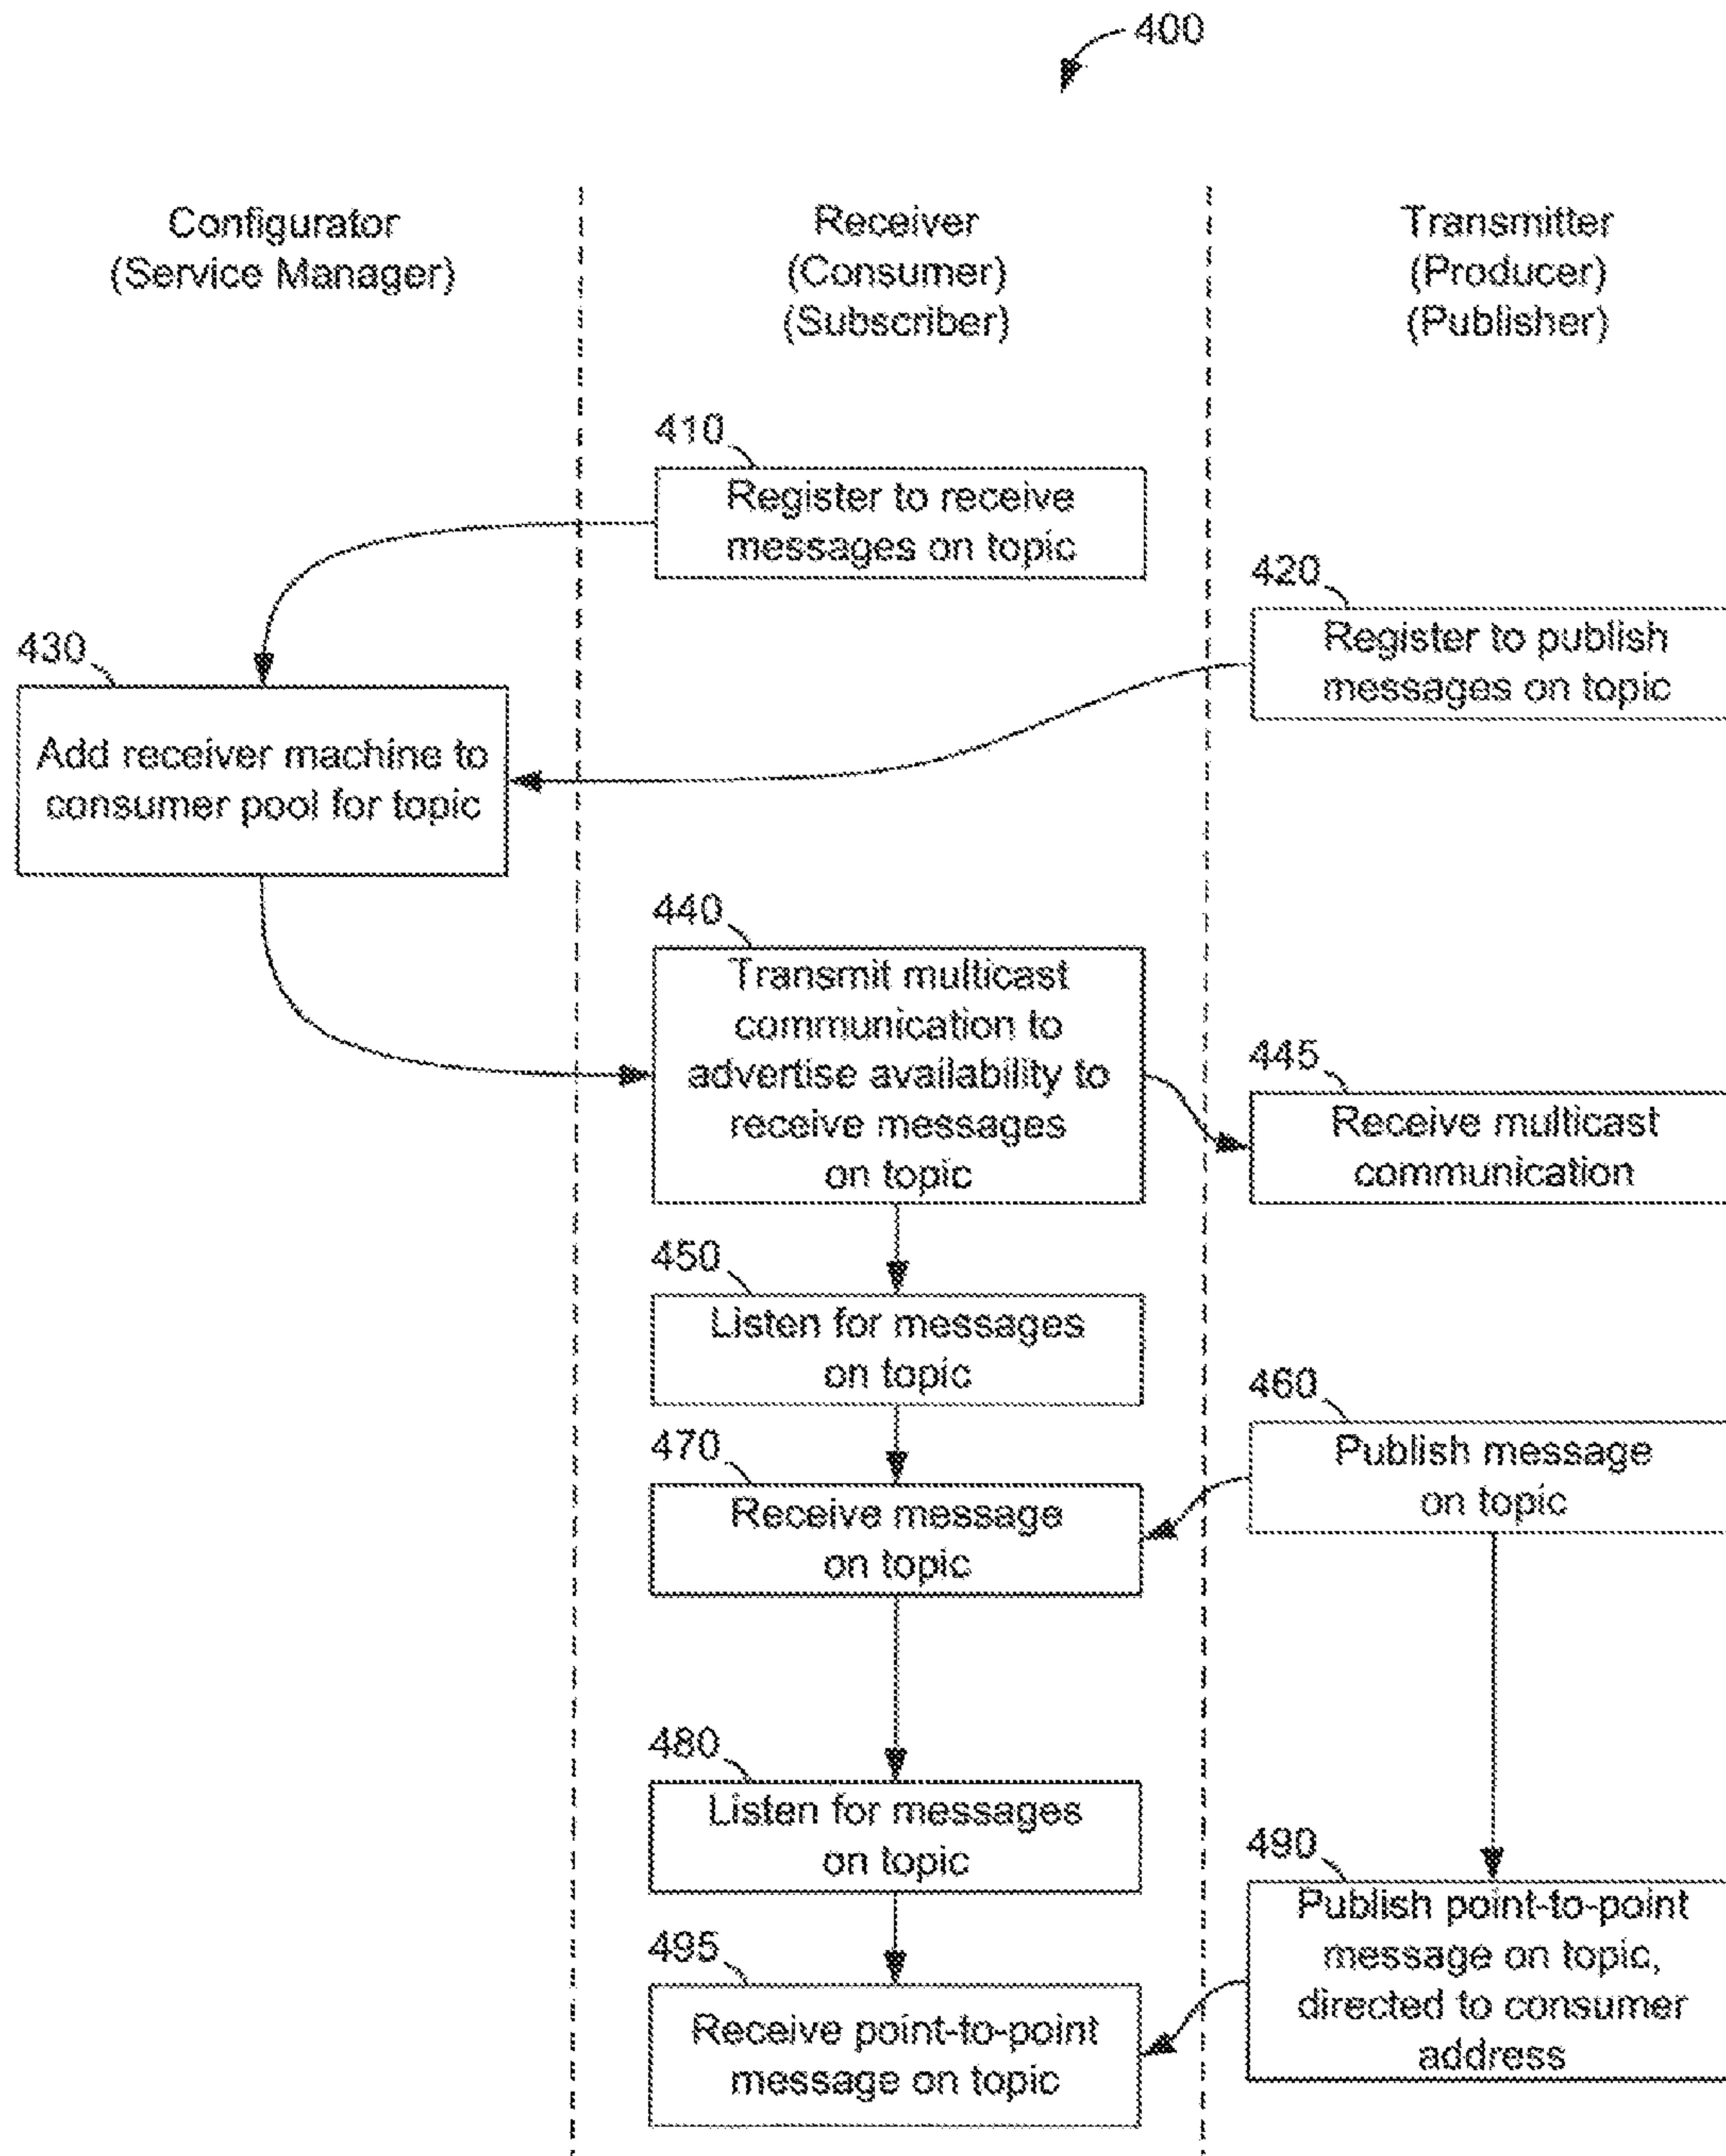 400
Configurator
(Service Manager)
Receiver
(Consumer)
(Subscriber)
Transmitter
(Producer)
(Publisher)
410
Register to receive
messages on topic
420
Register to publish
messages on topic
430
Add receiver machine to
consumer pool for topic
440
Transmit multicast
communication to
advertise availability to
receive messages
on topic
445
Receive multicast
communication
450
Listen for messages
on topic
460
Publish message
on topic
470
Receive message
on topic
480
Listen for messages
on topic
490
Publish point-to-point
message on topic,
directed to consumer
address
495
Receive point-to-point
message on topic